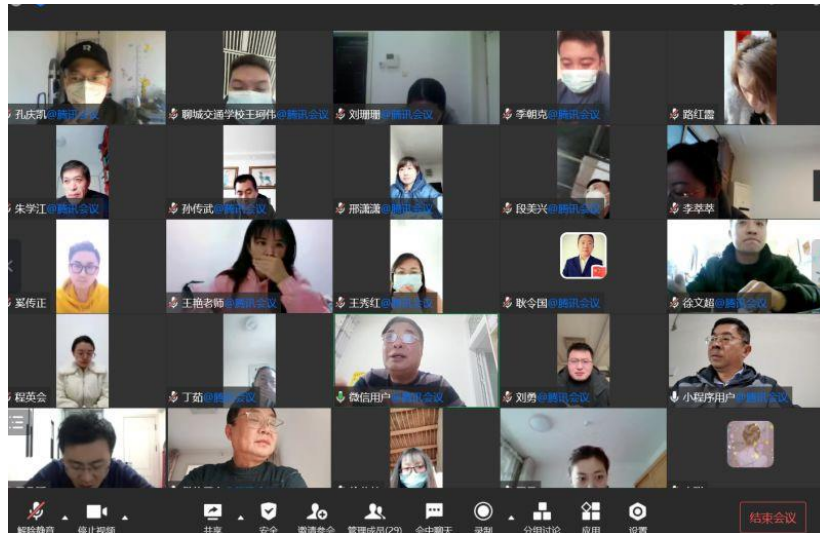 孔庆凯@腾讯会议
聊城交通学校王珂伟@腾讯会议
刘珊珊@腾讯会议
季朝克@腾讯会议
路红霞
朱学江@腾讯会议
孙传武@腾讯会议
邢潇潇@腾讯会议
段美兴@腾讯会议
李萃萃
奚传正
王艳老师@腾讯会议
王秀红@腾讯会议
耿令国@腾讯会议
徐文超@腾讯会议
程英会
丁茹@腾讯会议
微信用户@腾讯会议
刘勇@腾讯会议
小程序用户@腾讯会议
解除静音
停止视频
共享
安全
邀请参会
管理成员(29)
会中聊天
录制
分组讨论
应用
设置
结束会议